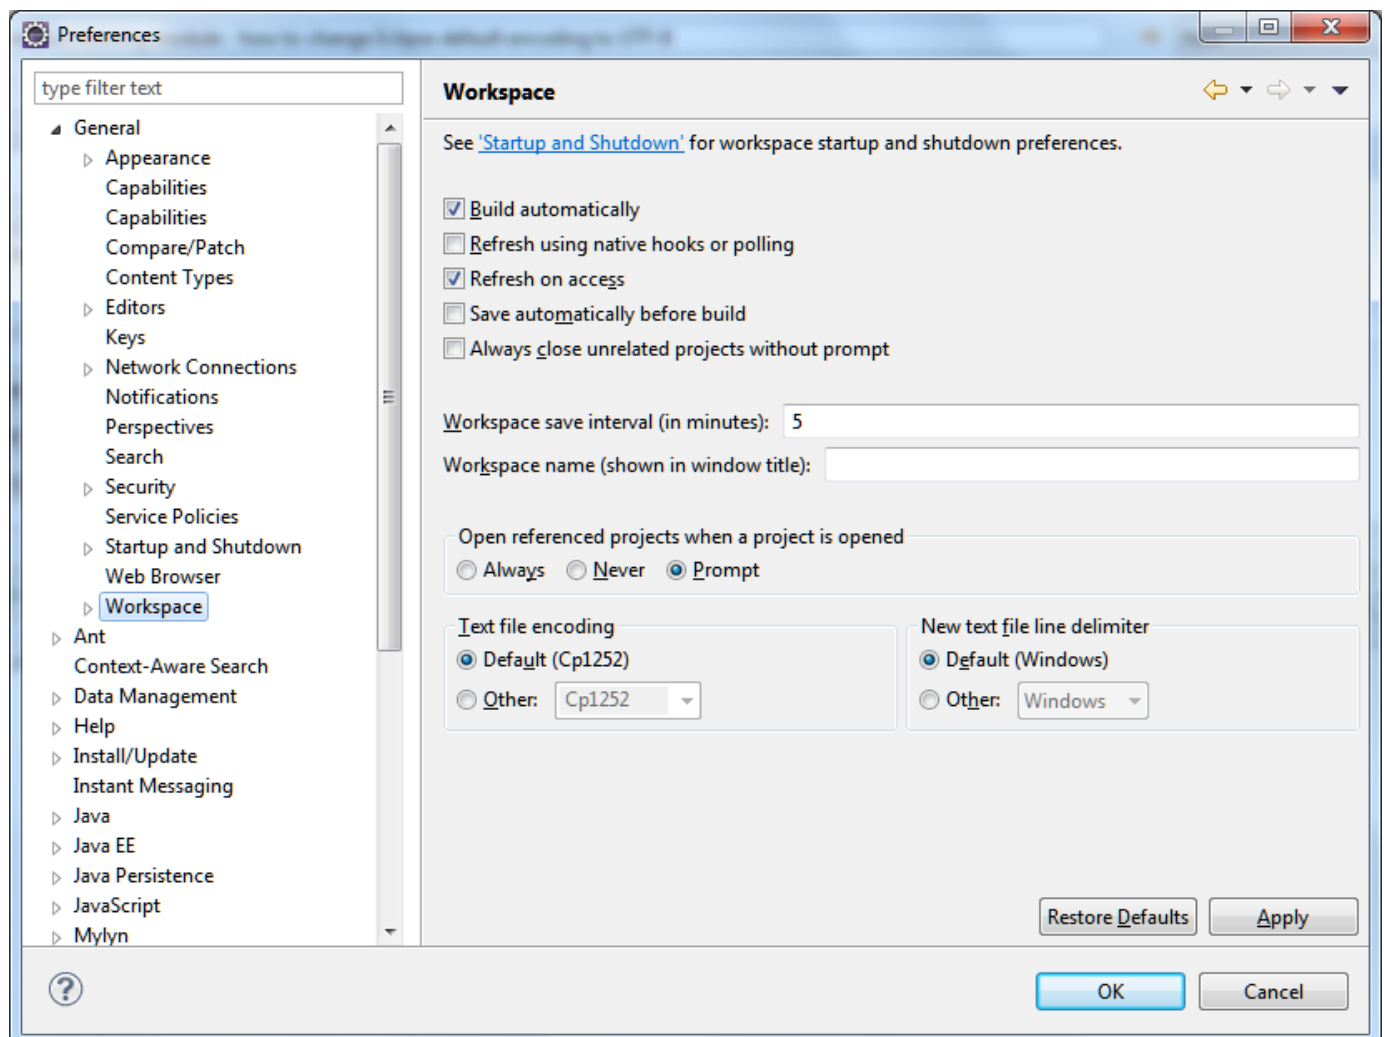 Preferences
type filter text
General
Appearance
Capabilities
Capabilities
Compare/Patch
Content Types
Editors
Keys
Network Connections
Notifications
Perspectives
Search
Security
Service Policies
Startup and Shutdown
Web Browser
Workspace
Ant
Context-Aware Search
Data Management
Help
Install/Update
Instant Messaging
Java
Java EE
Java Persistence
JavaScript
Mylyn
Workspace
See 'Startup and Shutdown' for workspace startup and shutdown preferences.
Build automatically
Refresh using native hooks or polling
Refresh on access
Save automatically before build
Always close unrelated projects without prompt
Workspace save interval (in minutes): 5
Workspace name (shown in window title):
Open referenced projects when a project is opened
Always Never Prompt
Text file encoding
Default (Cp1252)
Other: Cp1252
New text file line delimiter
Default (Windows)
Other: Windows
Restore Defaults Apply
OK Cancel